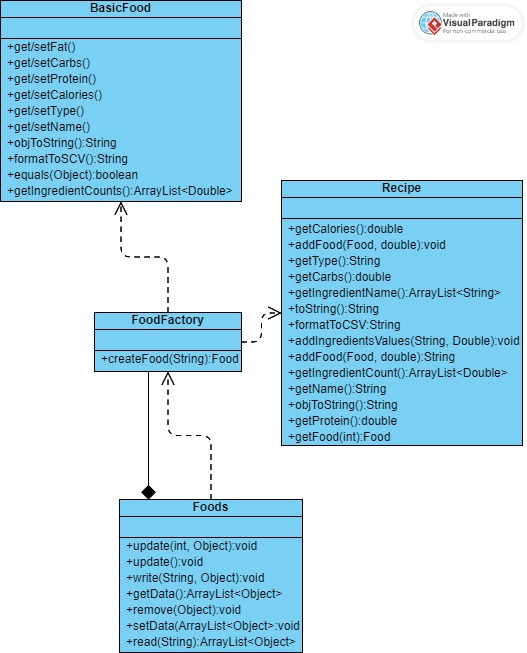 BasicFood
+get/setFat()
+get/setCarbs()
+get/setProtein()
+get/setCalories()
+get/setType()
+get/setName()
+objToString():String
+formatToSCV():String
+equals(Object):boolean
+getIngredientCounts():ArrayList<Double>
Made with
VisualParadigm
For non-commercial use
Recipe
+getCalories():double
+addFood(Food, double):void
+getType():String
+getCarbs():double
+getIngredientName():ArrayList<String>
+toString():String
+formatToCSV:String
+addIngredientsValues(String, Double):void
+addFood(Food, double):String
+getIngredientCount():ArrayList<Double>
+getName():String
+objToString():String
+getProtein():double
+getFood(int):Food
FoodFactory
+createFood(String):Food
Foods
+update(int, Object):void
+update():void
+write(String, Object):void
+getData():ArrayList<Object>
+remove(Object):void
+setData(ArrayList<Object>:void
+read(String):ArrayList<Object>